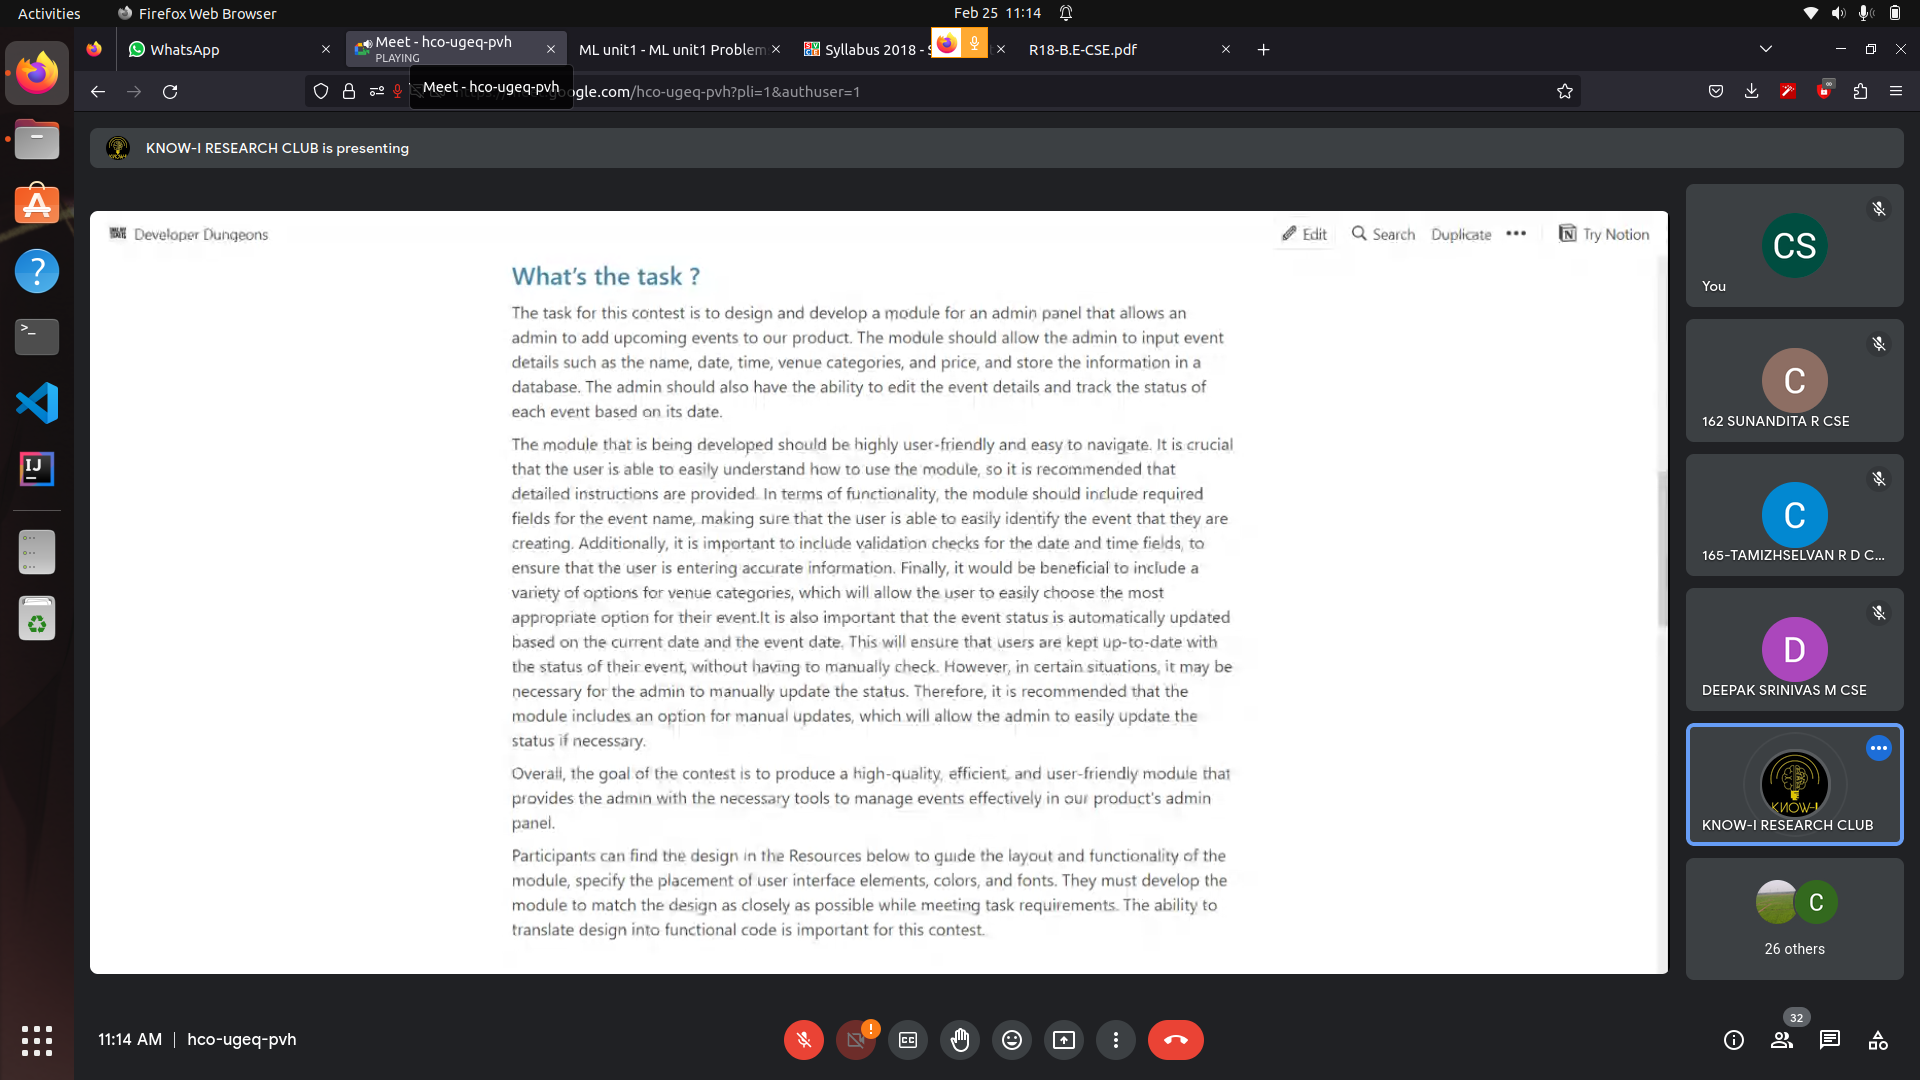 Activities
Firefox Web Browser
Feb 25 11:14
WhatsApp
Meet - hco-ugeq-pvh
PLAYING
ML unit1 - ML unit1 Problem
Syllabus 2018 - S
R18-B.E-CSE.pdf
Meet - hco-ugeq-pvh
google.com/hco-ugeq-pvh?pli=1&authuser=1
KNOW-I RESEARCH CLUB is presenting
Developer Dungeons
Edit
Search
Duplicate
Try Notion
What's the task ?
The task for this contest is to design and develop a module for an admin panel that allows an
admin to add upcoming events to our product. The module should allow the admin to input event
details such as the name, date, time, venue categories, and price, and store the information in a
database. The admin should also have the ability to edit the event details and track the status of
each event based on its date.
The module that is being developed should be highly user-friendly and easy to navigate. It is crucial
that the user is able to easily understand how to use the module, so it is recommended that
detailed instructions are provided. In terms of functionality, the module should include required
fields for the event name, making sure that the user is able to easily identify the event that they are
creating. Additionally, it is important to include validation checks for the date and time fields, to
ensure that the user is entering accurate information. Finally, it would be beneficial to include a
variety of options for venue categories, which will allow the user to easily choose the most
appropriate option for their event.It is also important that the event status is automatically updated
based on the current date and the event date. This will ensure that users are kept up-to-date with
the status of their event, without having to manually check. However, in certain situations, it may be
necessary for the admin to manually update the status. Therefore, it is recommended that the
module includes an option for manual updates, which will allow the admin to easily update the
status if necessary.
Overall, the goal of the contest is to produce a high-quality, efficient, and user-friendly module that
provides the admin with the necessary tools to manage events effectively in our product's admin
panel.
Participants can find the design in the Resources below to guide the layout and functionality of the
module, specify the placement of user interface elements, colors, and fonts. They must develop the
module to match the design as closely as possible while meeting task requirements. The ability to
translate design into functional code is important for this contest.
CS
You
C
162 SUNANDITA R CSE
C
165-TAMIZHSELVAN R D C...
D
DEEPAK SRINIVAS M CSE
KNOW-I
KNOW-I RESEARCH CLUB
C
26 others
11:14 AM
hco-ugeq-pvh
32